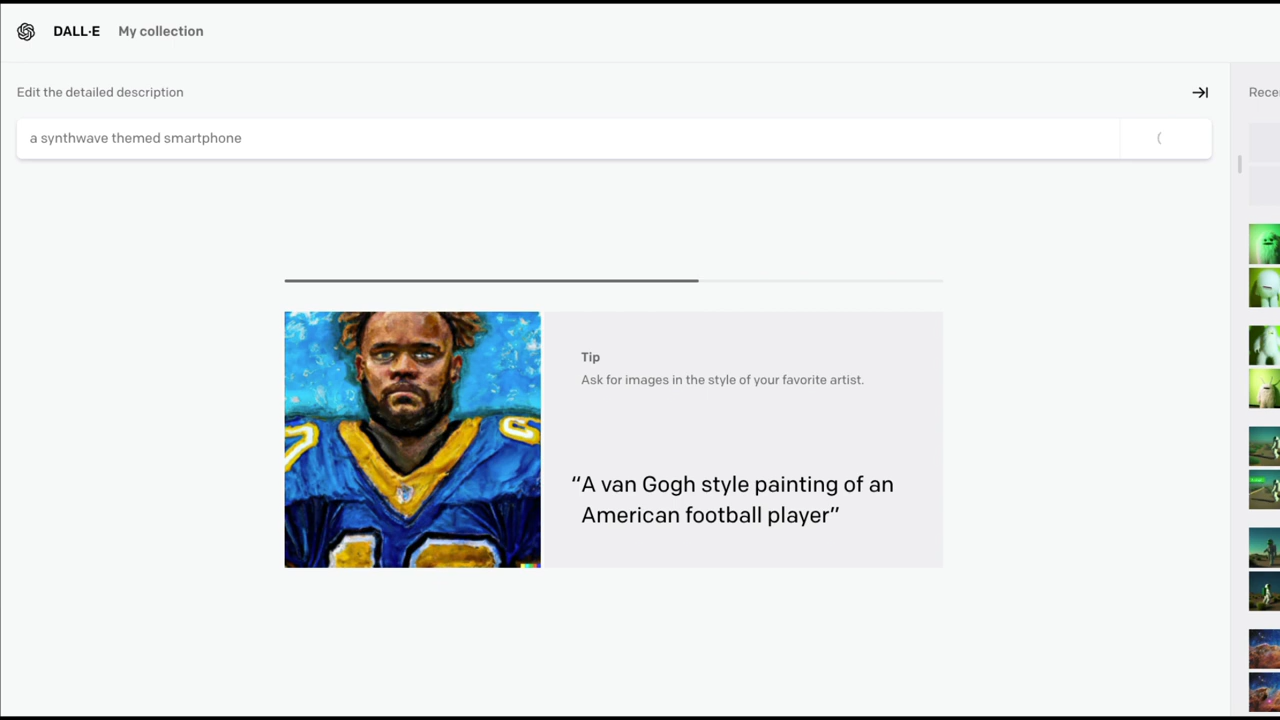 DALL·E My collection
Edit the detailed description
Rece
a synthwave themed smartphone
Tip
Ask for images in the style of your favorite artist.
“A van Gogh style painting of an
American football player”